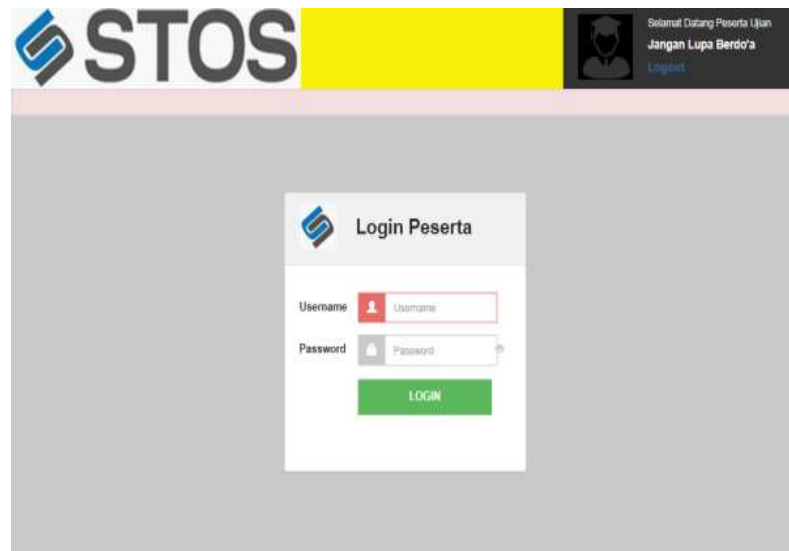 STOS
Selamat Datang Peserta Ujian
Jangan Lupa Berdo'a
Logout
Login Peserta
Username
Username
Password
Password
LOGIN